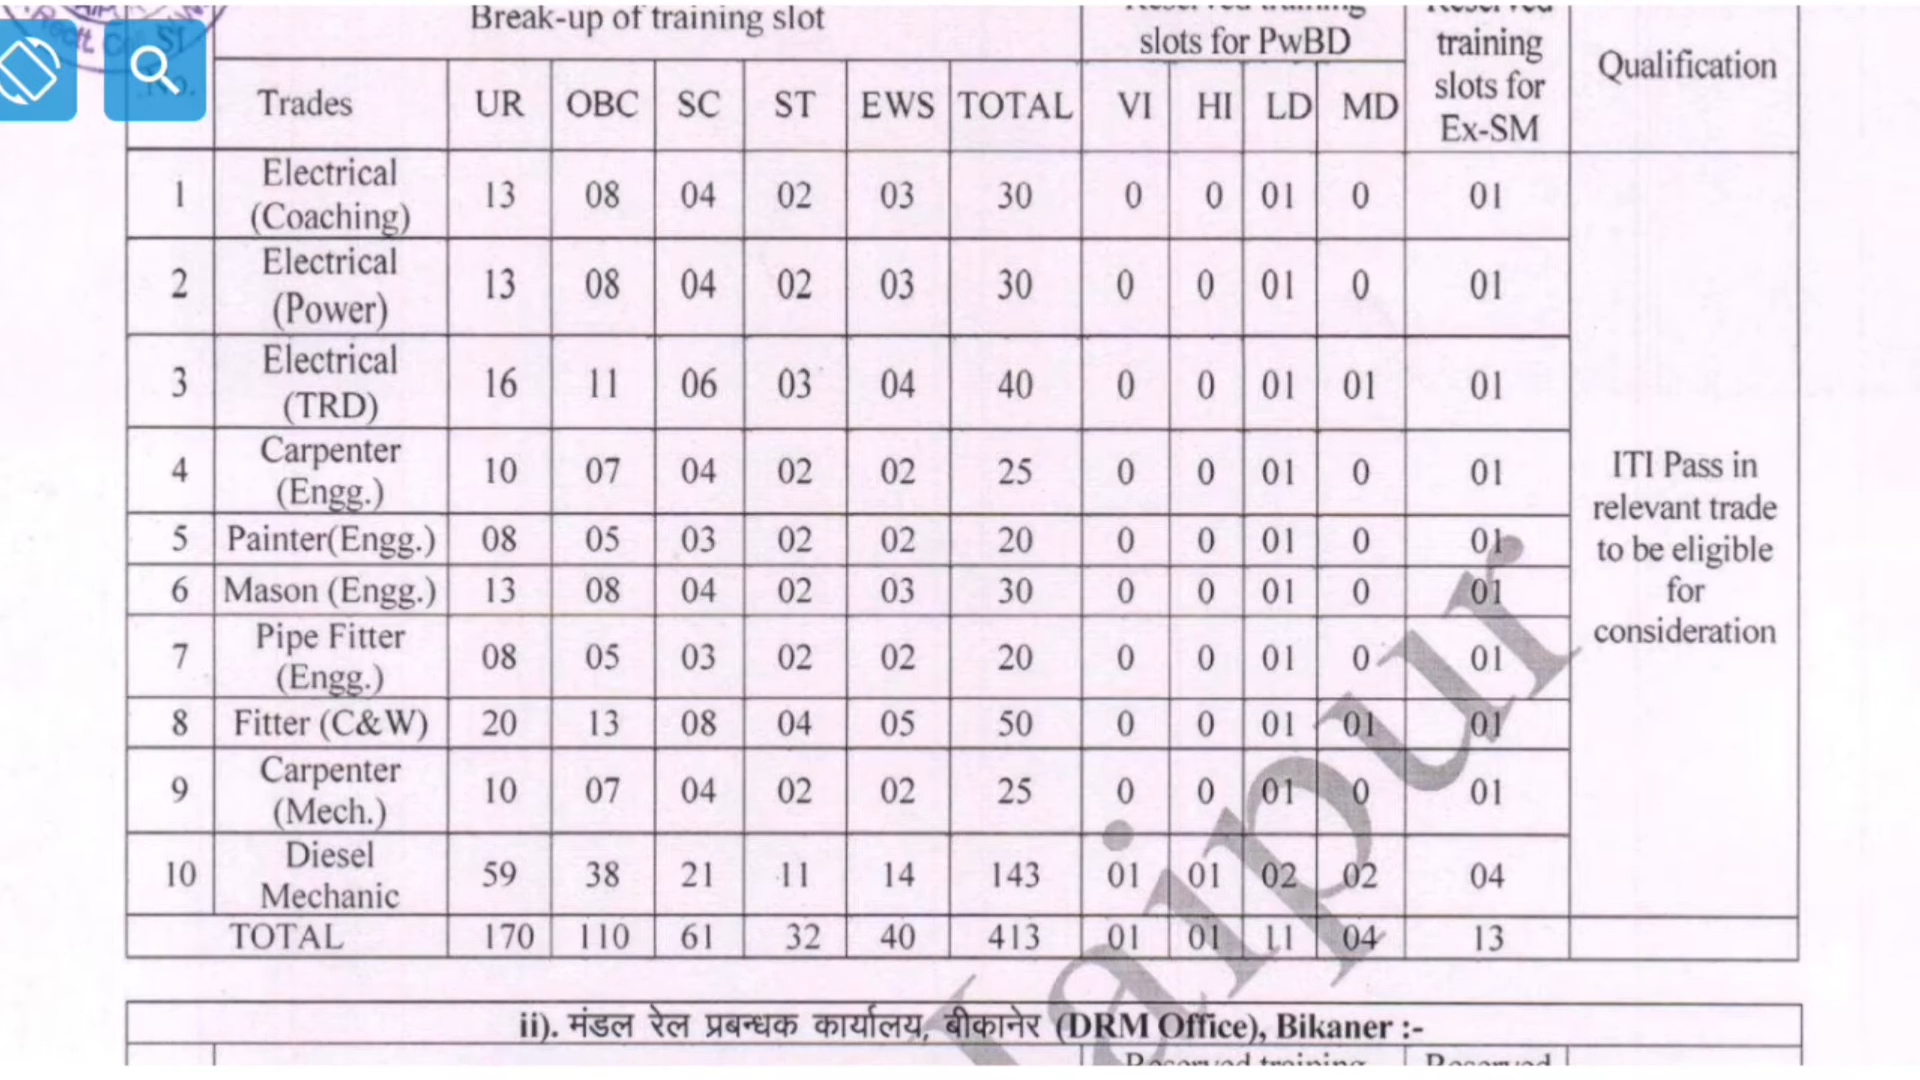 Break-up of training slot
slots for PwBD
Reserved training slots for Ex-SM
Qualification
Sl No.
Trades UR OBC SC ST EWS TOTAL VI HI LD MD
1 Electrical (Coaching) 13 08 04 02 03 30 0 0 01 0 01
2 Electrical (Power) 13 08 04 02 03 30 0 0 01 0 01
3 Electrical (TRD) 16 11 06 03 04 40 0 0 01 01 01
4 Carpenter (Engg.) 10 07 04 02 02 25 0 0 01 0 01
5 Painter(Engg.) 08 05 03 02 02 20 0 0 01 0 01
6 Mason (Engg.) 13 08 04 02 03 30 0 0 01 0 01
7 Pipe Fitter (Engg.) 08 05 03 02 02 20 0 0 01 0 01
8 Fitter (C&W) 20 13 08 04 05 50 0 0 01 01 01
9 Carpenter (Mech.) 10 07 04 02 02 25 0 0 01 0 01
10 Diesel Mechanic 59 38 21 11 14 143 01 01 02 02 04
TOTAL 170 110 61 32 40 413 01 01 11 04 13
ITI Pass in
relevant trade
to be eligible
for
consideration
Jaipur
ii). मंडल रेल प्रबन्धक कार्यालय, बीकानेर (DRM Office), Bikaner :-
Reserved training Reserved